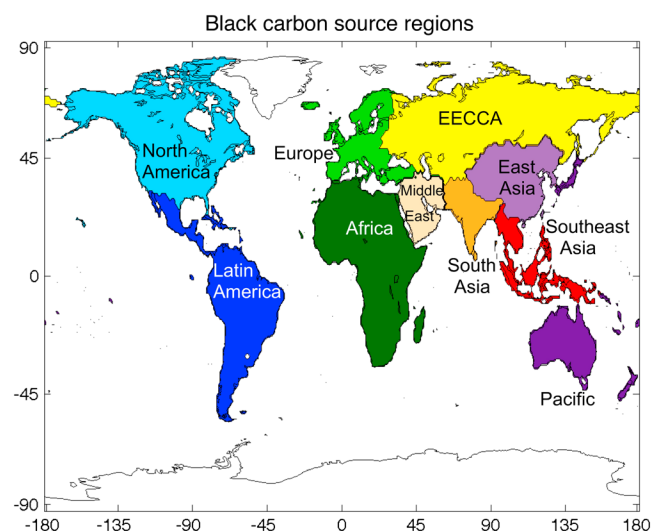 Black carbon source regions
90
45
0
-45
-90
-180
-135
-90
-45
0
45
90
135
180
North
America
Europe
EECCA
East
Asia
Middle
East
Africa
South
Asia
Southeast
Asia
Latin
America
Pacific